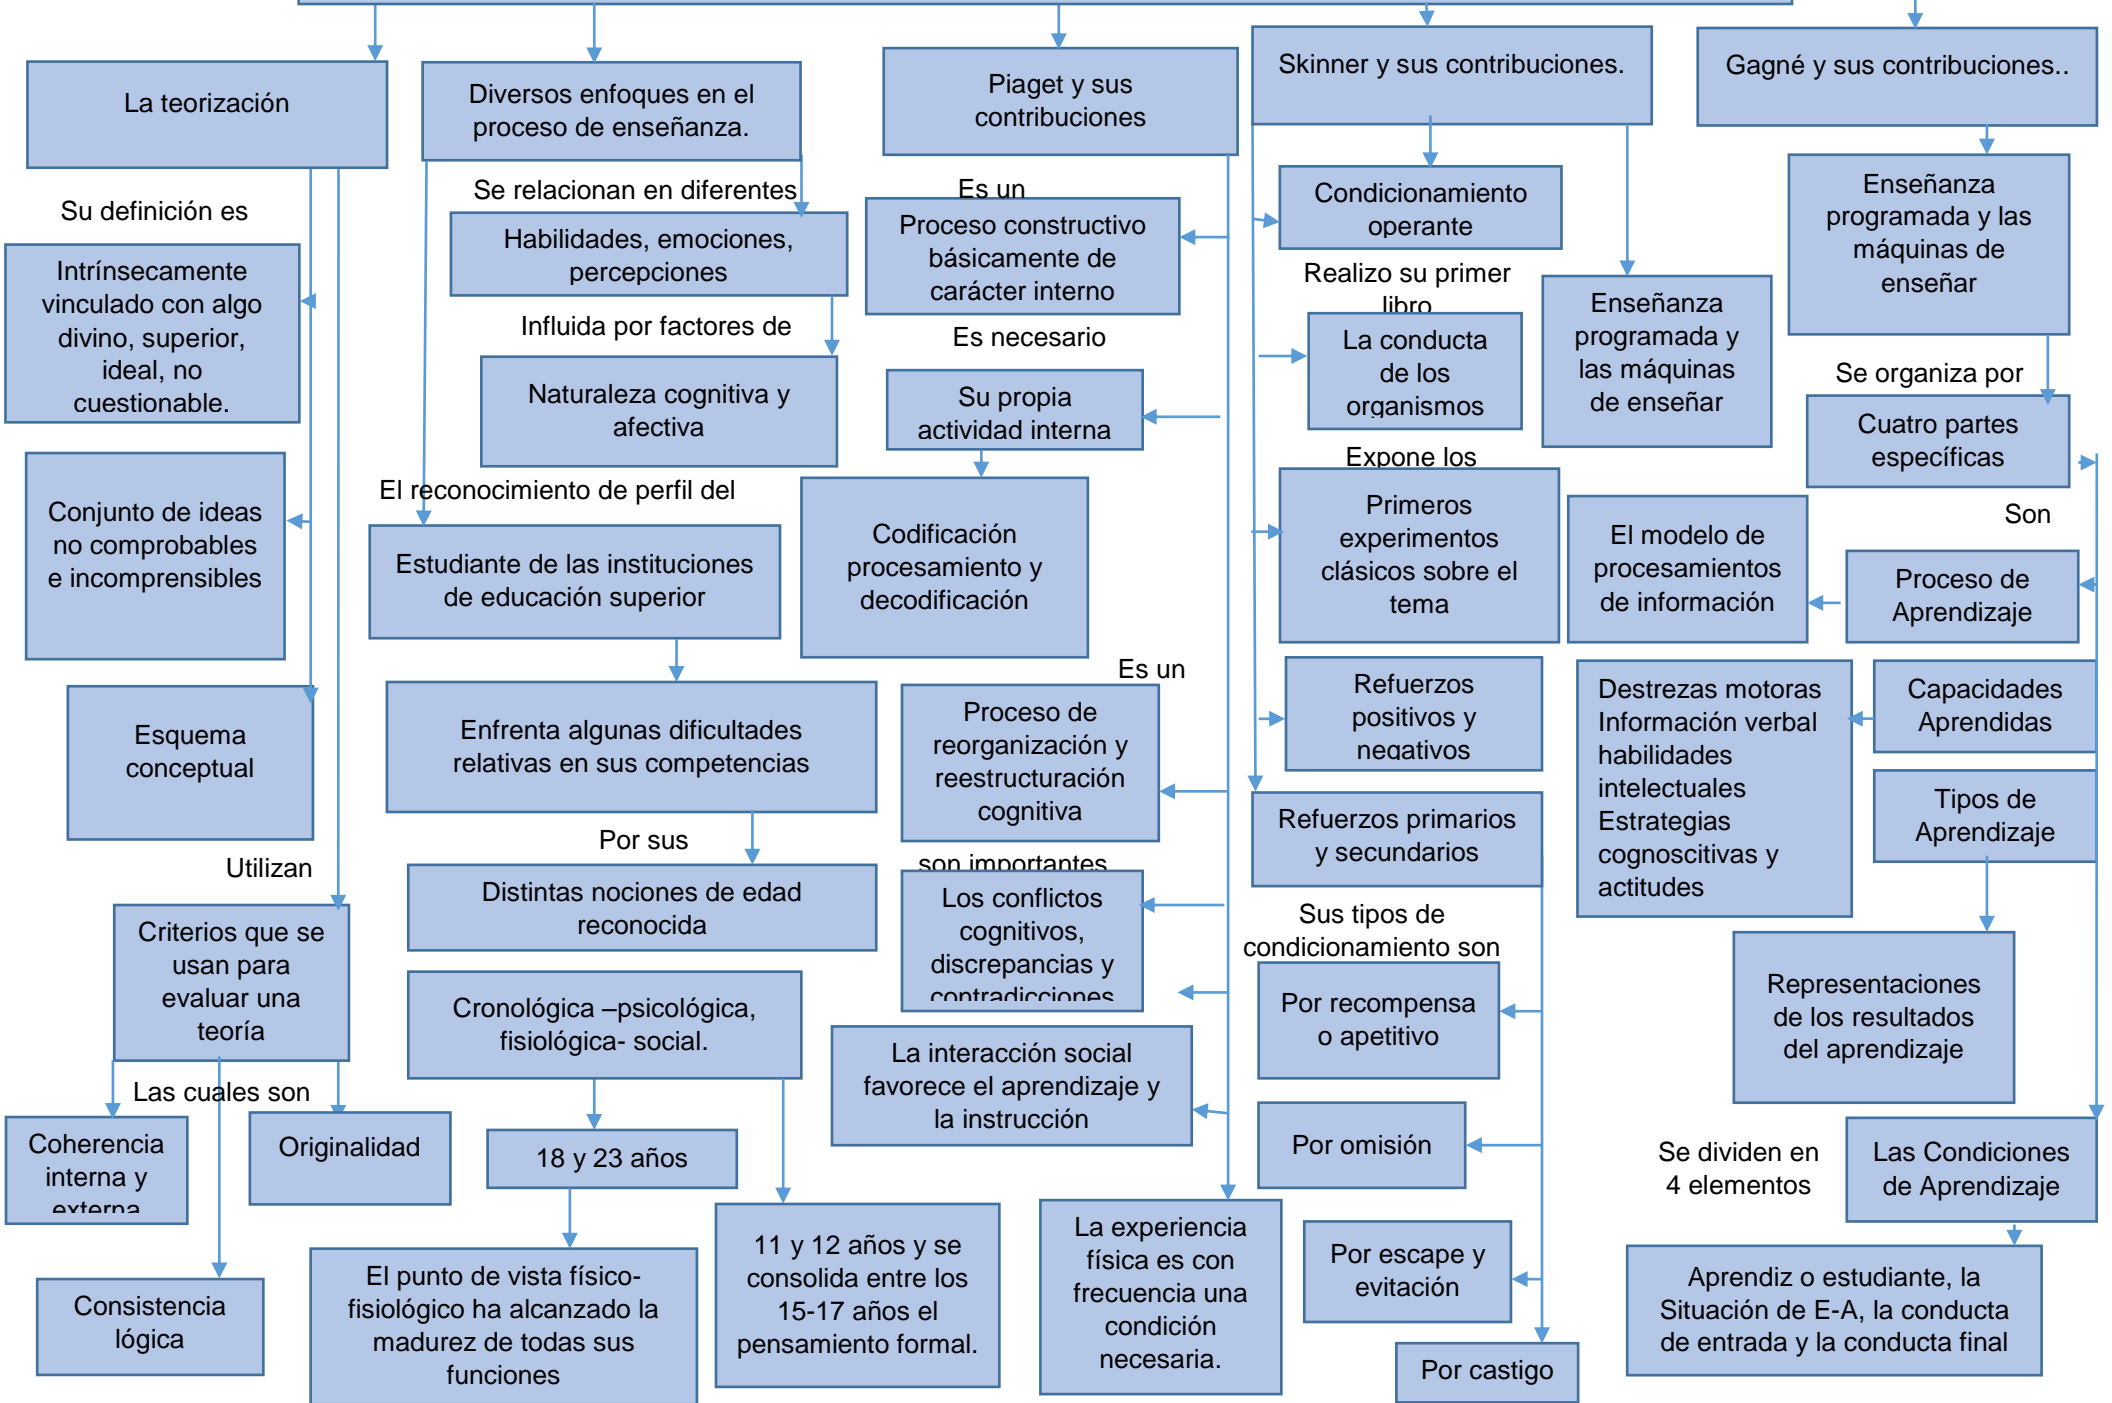 La teorización
Su definición es
Intrínsecamente
vinculado con algo
divino, superior,
ideal, no
cuestionable.
Conjunto de ideas
no comprobables
e incomprensibles
Esquema
conceptual
Utilizan
Criterios que se
usan para
evaluar una
teoría
Las cuales son
Coherencia
interna y
externa
Originalidad
Consistencia
lógica
Diversos enfoques en el
proceso de enseñanza.
Se relacionan en diferentes
Habilidades, emociones,
percepciones
Influida por factores de
Naturaleza cognitiva y
afectiva
El reconocimiento de perfil del
Estudiante de las instituciones
de educación superior
Enfrenta algunas dificultades
relativas en sus competencias
Por sus
Distintas nociones de edad
reconocida
Cronológica –psicológica,
fisiológica- social.
18 y 23 años
El punto de vista físico-
fisiológico ha alcanzado la
madurez de todas sus
funciones
11 y 12 años y se
consolida entre los
15-17 años el
pensamiento formal.
Piaget y sus
contribuciones
Es un
Proceso constructivo
básicamente de
carácter interno
Es necesario
Su propia
actividad interna
Codificación
procesamiento y
decodificación
Es un
Proceso de
reorganización y
reestructuración
cognitiva
son importantes
Los conflictos
cognitivos,
discrepancias y
contradicciones
La interacción social
favorece el aprendizaje y
la instrucción
La experiencia
física es con
frecuencia una
condición
necesaria.
Skinner y sus contribuciones.
Condicionamiento
operante
Realizo su primer
libro
La conducta
de los
organismos
Expone los
Primeros
experimentos
clásicos sobre el
tema
Refuerzos
positivos y
negativos
Refuerzos primarios
y secundarios
Sus tipos de
condicionamiento son
Por recompensa
o apetitivo
Por omisión
Por escape y
evitación
Por castigo
Enseñanza
programada y
las máquinas
de enseñar
Gagné y sus contribuciones..
Enseñanza
programada y las
máquinas de
enseñar
Se organiza por
Cuatro partes
específicas
Son
Proceso de
Aprendizaje
El modelo de
procesamientos
de información
Capacidades
Aprendidas
Destrezas motoras
Información verbal
habilidades
intelectuales
Estrategias
cognoscitivas y
actitudes
Tipos de
Aprendizaje
Representaciones
de los resultados
del aprendizaje
Las Condiciones
de Aprendizaje
Se dividen en
4 elementos
Aprendiz o estudiante, la
Situación de E-A, la conducta
de entrada y la conducta final